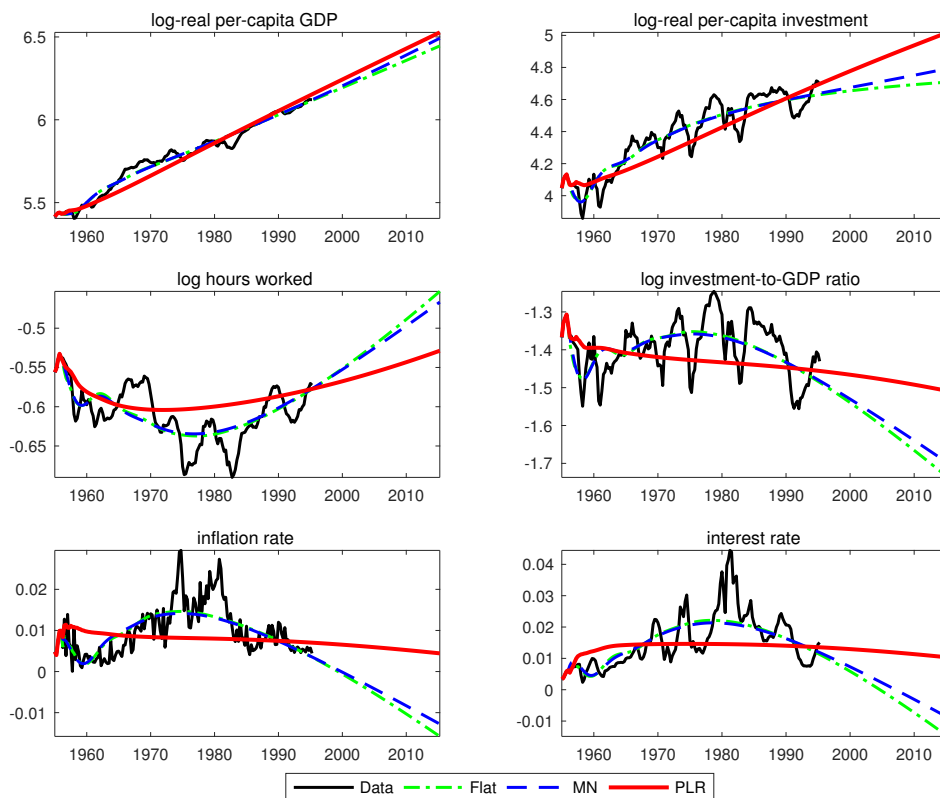 log-real per-capita GDP
6.5
6
5.5
1960 1970 1980 1990 2000 2010
log-real per-capita investment
5
4.8
4.6
4.4
4.2
4
1960 1970 1980 1990 2000 2010
log hours worked
-0.5
-0.55
-0.6
-0.65
1960 1970 1980 1990 2000 2010
log investment-to-GDP ratio
-1.3
-1.4
-1.5
-1.6
-1.7
1960 1970 1980 1990 2000 2010
inflation rate
0.02
0.01
0
-0.01
1960 1970 1980 1990 2000 2010
interest rate
0.04
0.03
0.02
0.01
0
-0.01
1960 1970 1980 1990 2000 2010
Data Flat MN PLR